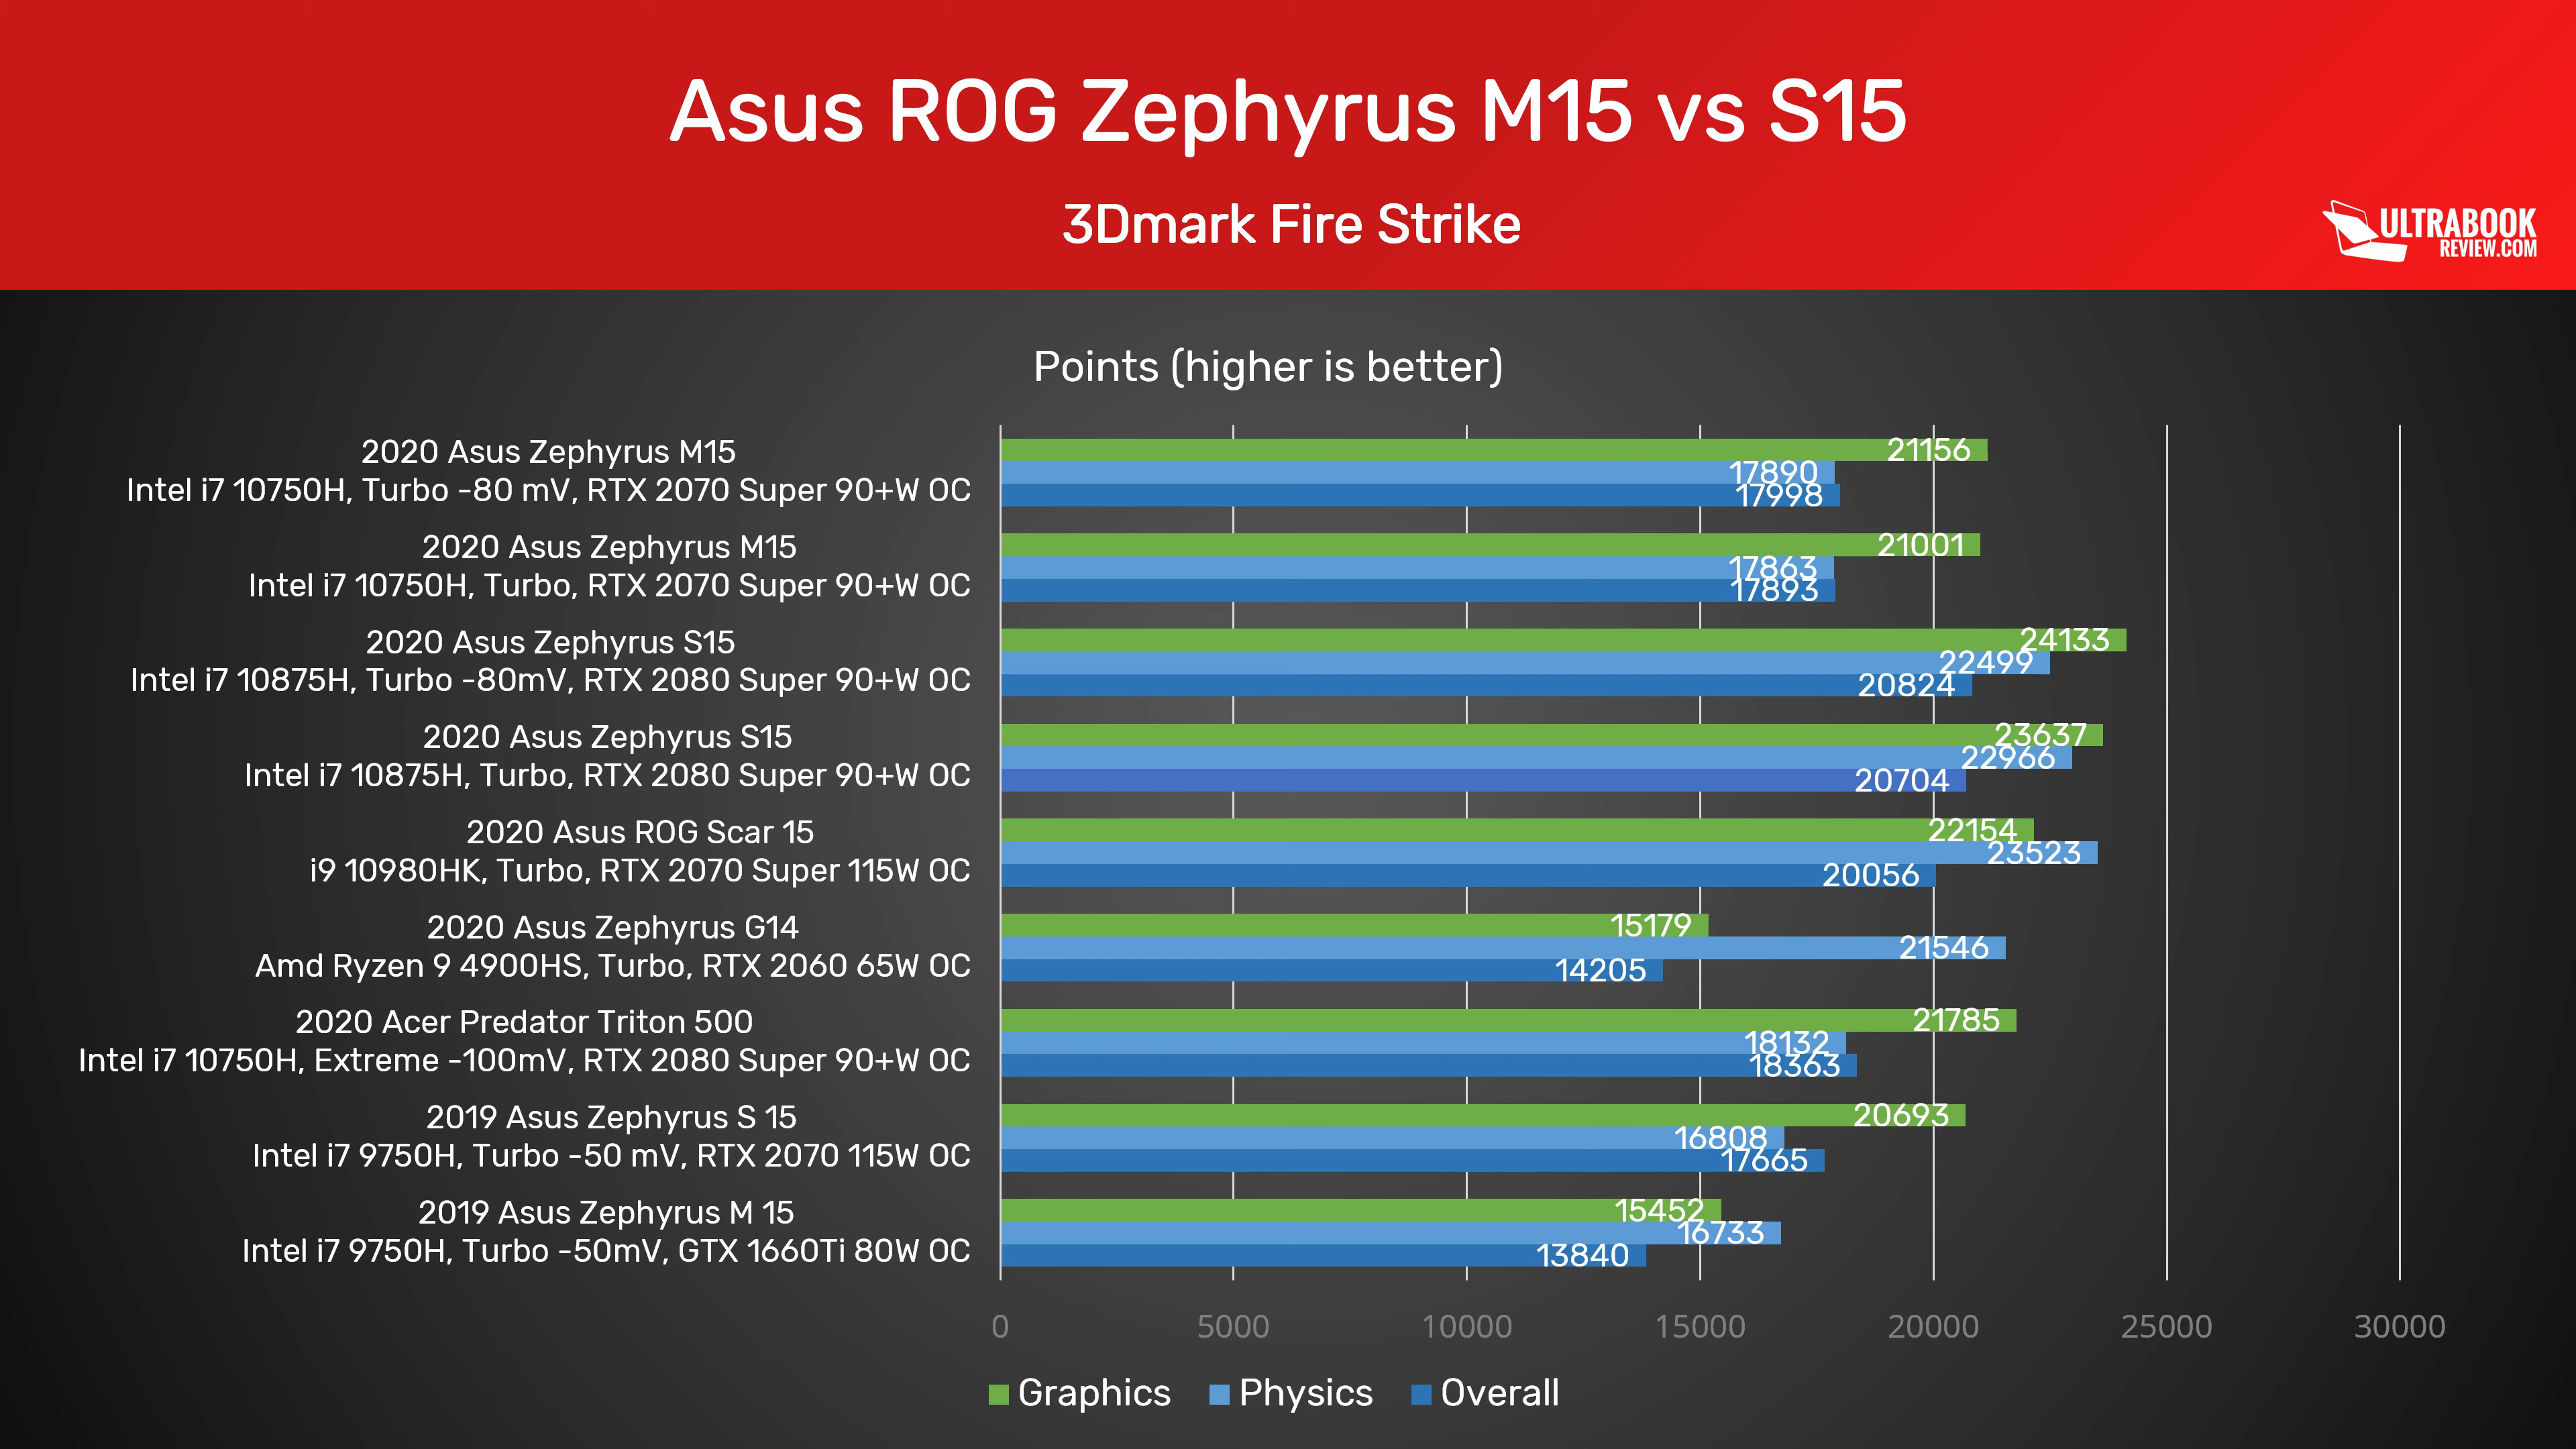 Asus ROG Zephyrus M15 vs S15
3Dmark Fire Strike
ULTRABOOK
REVIEW.COM
Points (higher is better)
2020 Asus Zephyrus M15
Intel i7 10750H, Turbo -80 mV, RTX 2070 Super 90+W OC
21156
17890
17998
2020 Asus Zephyrus M15
Intel i7 10750H, Turbo, RTX 2070 Super 90+W OC
21001
17863
17893
2020 Asus Zephyrus S15
Intel i7 10875H, Turbo -80mV, RTX 2080 Super 90+W OC
24133
22499
20824
2020 Asus Zephyrus S15
Intel i7 10875H, Turbo, RTX 2080 Super 90+W OC
23637
22966
20704
2020 Asus ROG Scar 15
i9 10980HK, Turbo, RTX 2070 Super 115W OC
22154
23523
20056
2020 Asus Zephyrus G14
Amd Ryzen 9 4900HS, Turbo, RTX 2060 65W OC
15179
21546
14205
2020 Acer Predator Triton 500
Intel i7 10750H, Extreme -100mV, RTX 2080 Super 90+W OC
21785
18132
18363
2019 Asus Zephyrus S 15
Intel i7 9750H, Turbo -50 mV, RTX 2070 115W OC
20693
16808
17665
2019 Asus Zephyrus M 15
Intel i7 9750H, Turbo -50mV, GTX 1660Ti 80W OC
15452
16733
13840
0 5000 10000 15000 20000 25000 30000
Graphics Physics Overall